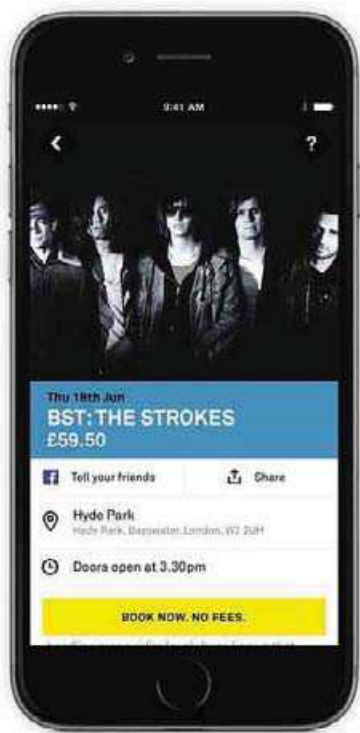 9:41 AM
?
Thu 18th Jun
BST: THE STROKES
£59.50
Tell your friends
Share
Hyde Park
Hyde Park, Bayswater, London, W2 2UH
Doors open at 3.30pm
BOOK NOW. NO FEES.